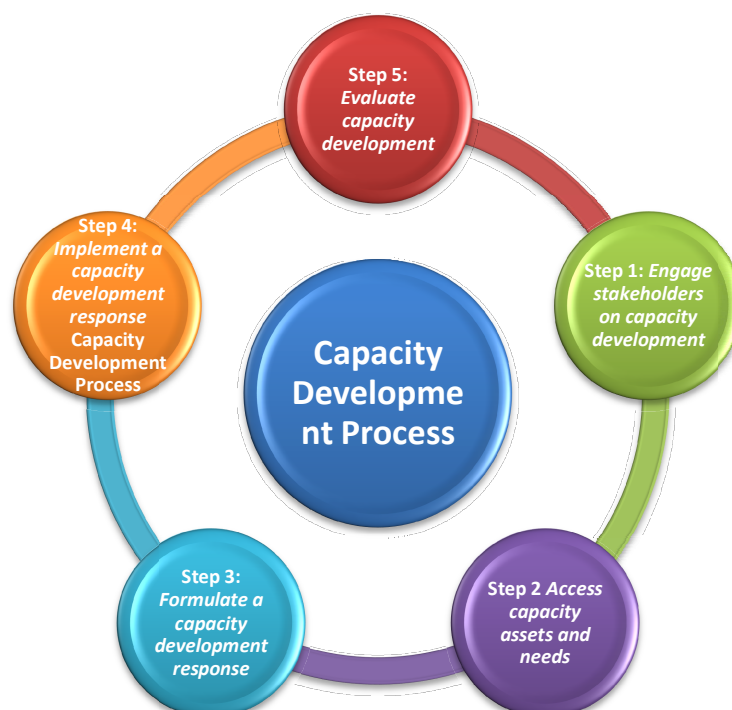 Step 5:
Evaluate
capacity
development
Step 1: Engage
stakeholders
on capacity
development
Step 2 Access
capacity
assets and
needs
Step 3:
Formulate a
capacity
development
response
Step 4:
Implement a
capacity
development
response
Capacity
Development
Process
Capacity
Developme
nt Process